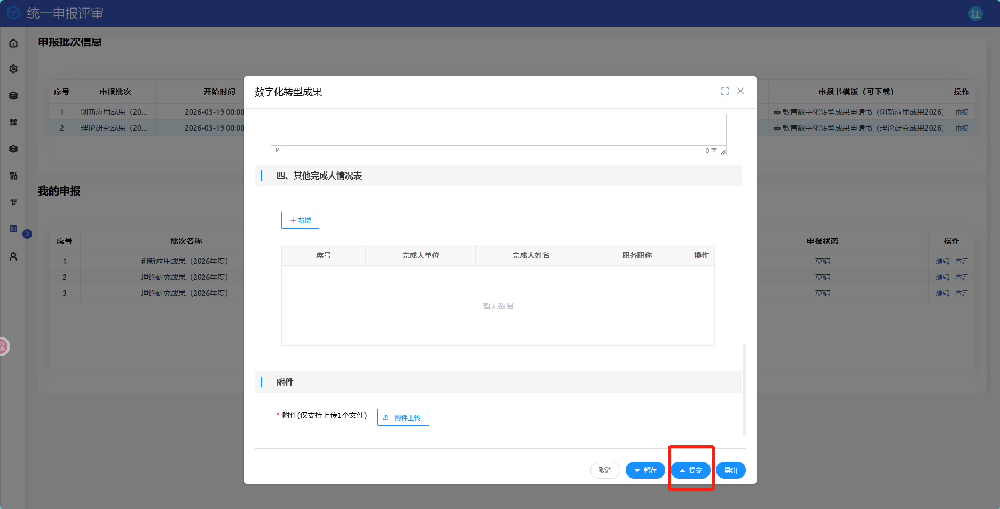 统一申报评审
汪
申报批次信息
序号 申报批次 开始时间 申报书模版（可下载） 操作
1 创新应用成果（20... 2026-03-19 00:00 教育数字化转型成果申请书（创新应用成果2026） 申报
2 理论研究成果（20... 2026-03-19 00:00 教育数字化转型成果申请书（理论研究成果2026） 申报
我的申报
序号 批次名称 申报状态 操作
1 创新应用成果（2026年度） 草稿 编辑 查看
2 理论研究成果（2026年度） 草稿 编辑 查看
3 理论研究成果（2026年度） 草稿 编辑 查看
数字化转型成果
P 0 字
四、其他完成人情况表
+ 新增
序号 完成人单位 完成人姓名 职务职称 操作
暂无数据
附件
* 附件(仅支持上传1个文件) 附件上传
取消 暂存 提交 导出